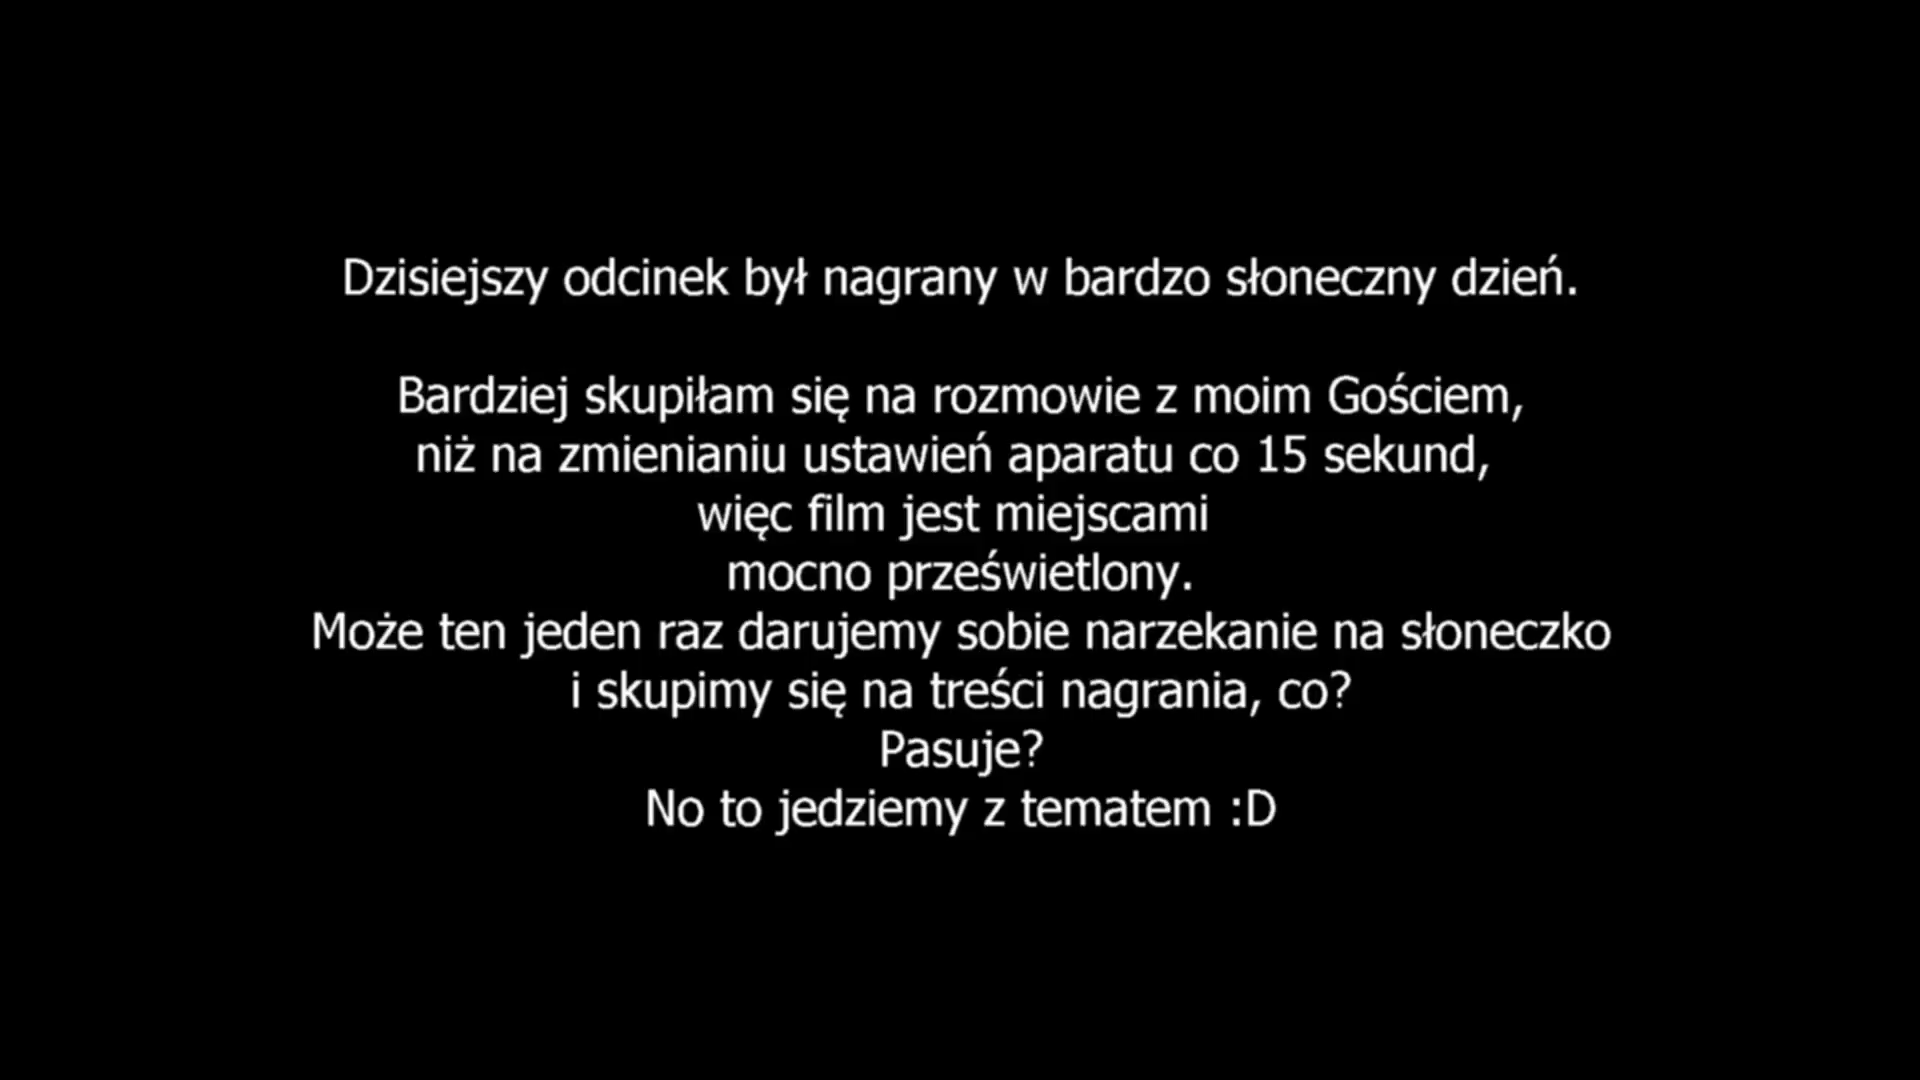 Dzisiejszy odcinek był nagrany w bardzo słoneczny dzień.
Bardziej skupiłam się na rozmowie z moim Gościem,
niż na zmienianiu ustawień aparatu co 15 sekund,
więc film jest miejscami
mocno prześwietlony.
Może ten jeden raz darujemy sobie narzekanie na słoneczko
i skupimy się na treści nagrania, co?
Pasuje?
No to jedziemy z tematem :D